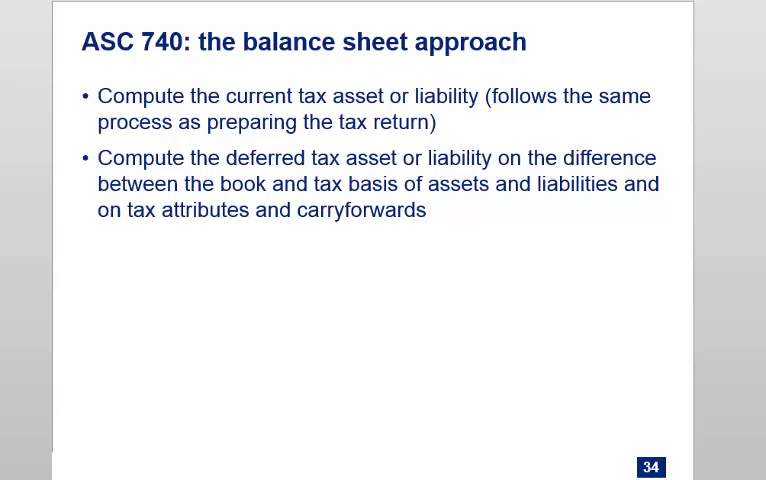 ASC 740: the balance sheet approach
• Compute the current tax asset or liability (follows the same
process as preparing the tax return)
• Compute the deferred tax asset or liability on the difference
between the book and tax basis of assets and liabilities and
on tax attributes and carryforwards
34